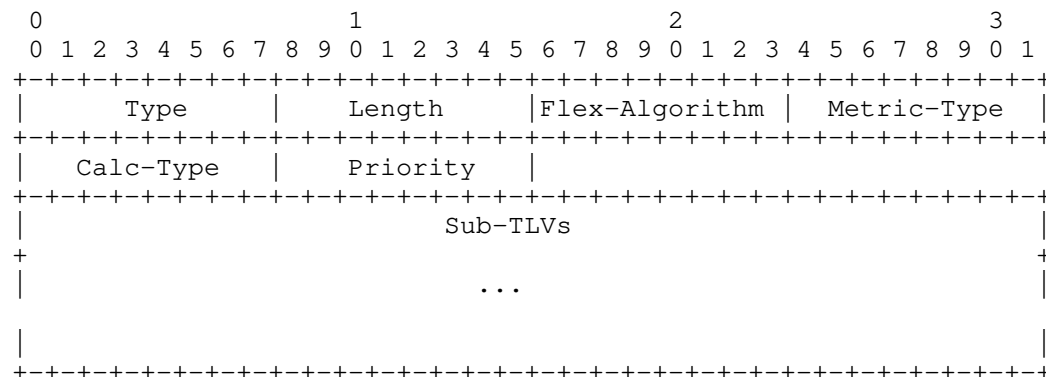 0                   1                   2                   3
 0 1 2 3 4 5 6 7 8 9 0 1 2 3 4 5 6 7 8 9 0 1 2 3 4 5 6 7 8 9 0 1
+-+-+-+-+-+-+-+-+-+-+-+-+-+-+-+-+-+-+-+-+-+-+-+-+-+-+-+-+-+-+-+-+
|      Type     |    Length     |Flex-Algorithm |  Metric-Type  |
+-+-+-+-+-+-+-+-+-+-+-+-+-+-+-+-+-+-+-+-+-+-+-+-+-+-+-+-+-+-+-+-+
|   Calc-Type   |    Priority   |
+-+-+-+-+-+-+-+-+-+-+-+-+-+-+-+-+-+-+-+-+-+-+-+-+-+-+-+-+-+-+-+-+
|                          Sub-TLVs                             |
+                                                               +
|                            ...                                |
|                                                               |
+-+-+-+-+-+-+-+-+-+-+-+-+-+-+-+-+-+-+-+-+-+-+-+-+-+-+-+-+-+-+-+-+